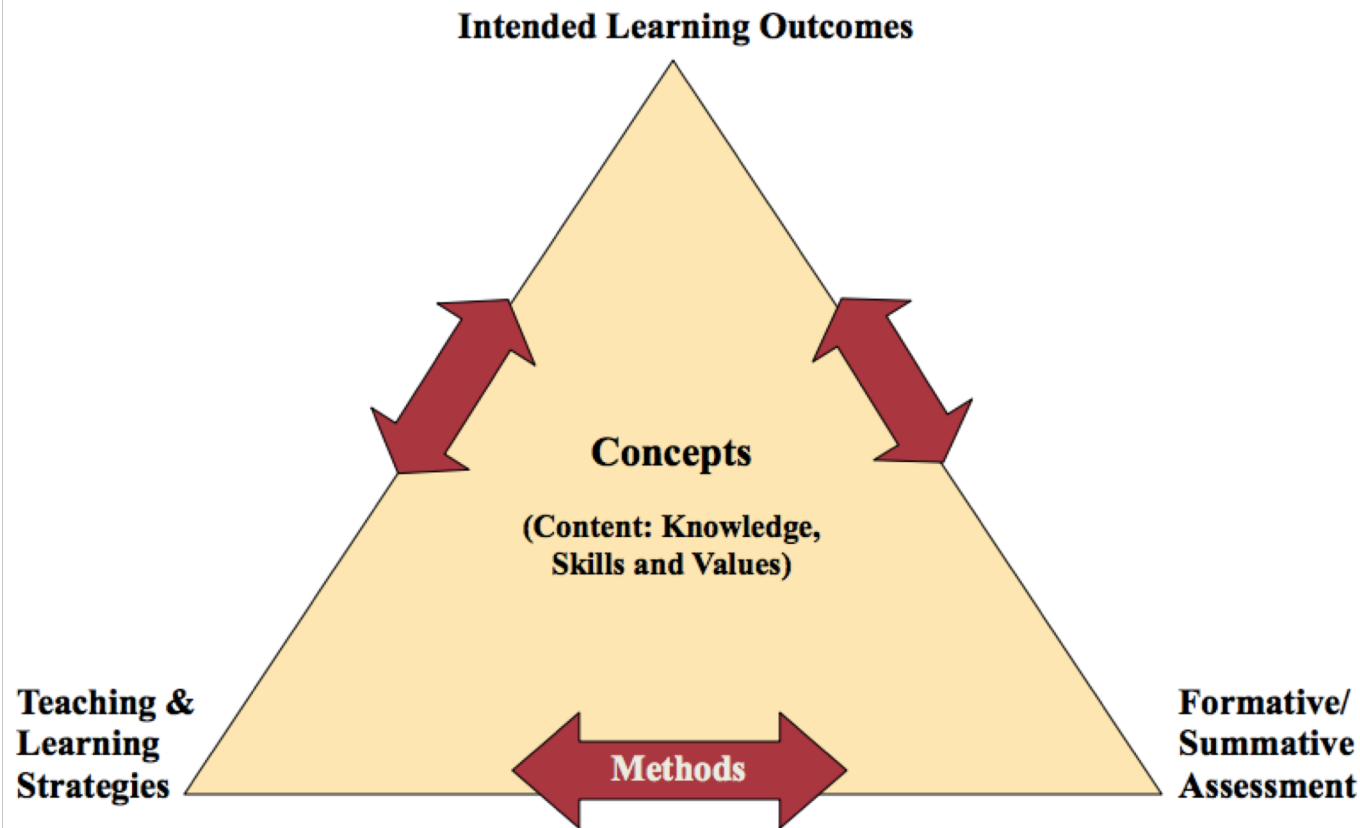 Intended Learning Outcomes
Concepts
(Content: Knowledge,
Skills and Values)
Teaching &
Learning
Strategies
Methods
Formative/
Summative
Assessment